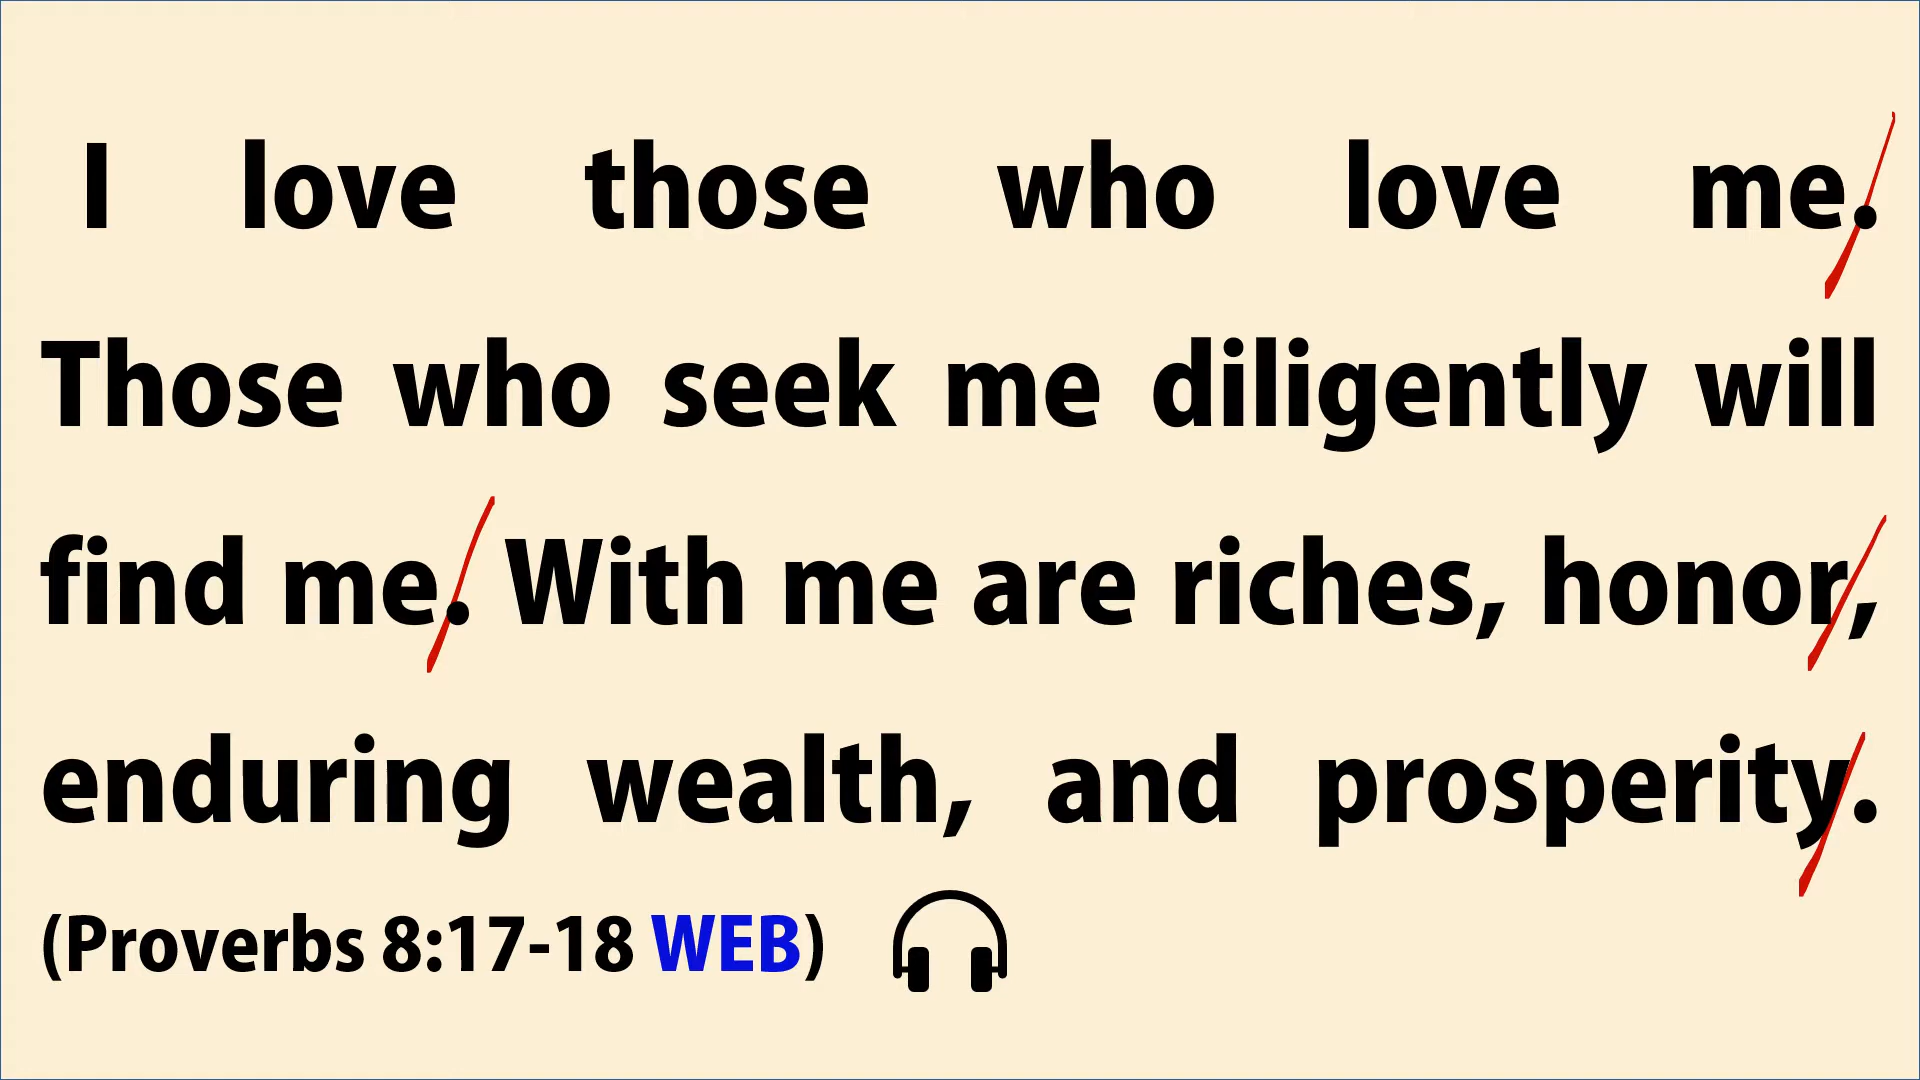 I love those who love me.
Those who seek me diligently will
find me. With me are riches, honor,
enduring wealth, and prosperity.
(Proverbs 8:17-18 WEB)